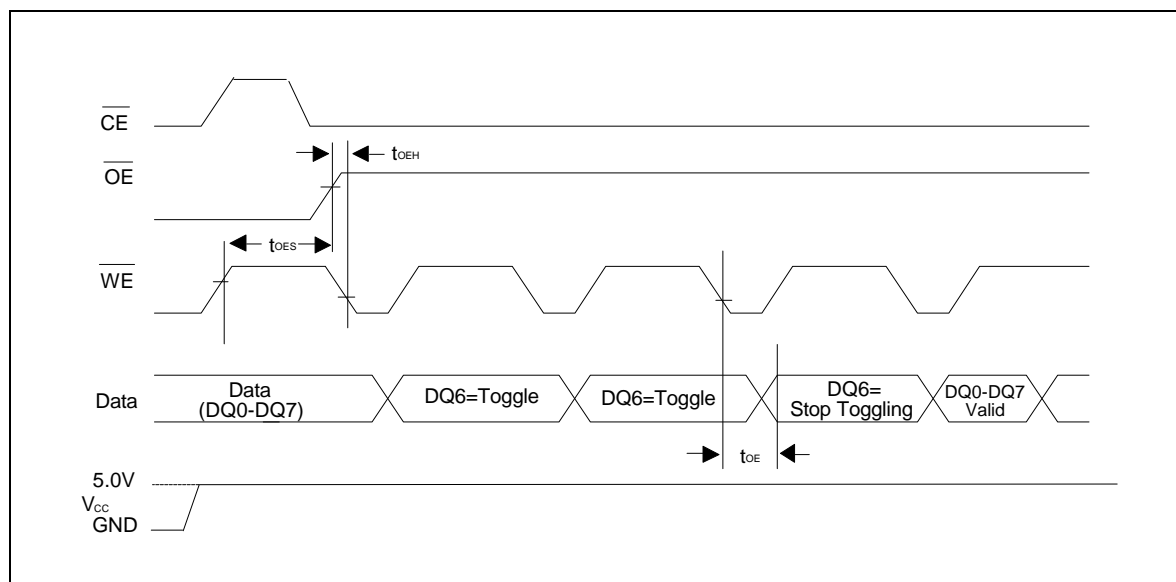 CE
tOEH
OE
tOES
WE
Data
Data
(DQ0-DQ7)
DQ6=Toggle
DQ6=Toggle
DQ6=
Stop Toggling
DQ0-DQ7
Valid
tOE
5.0V
VCC
GND